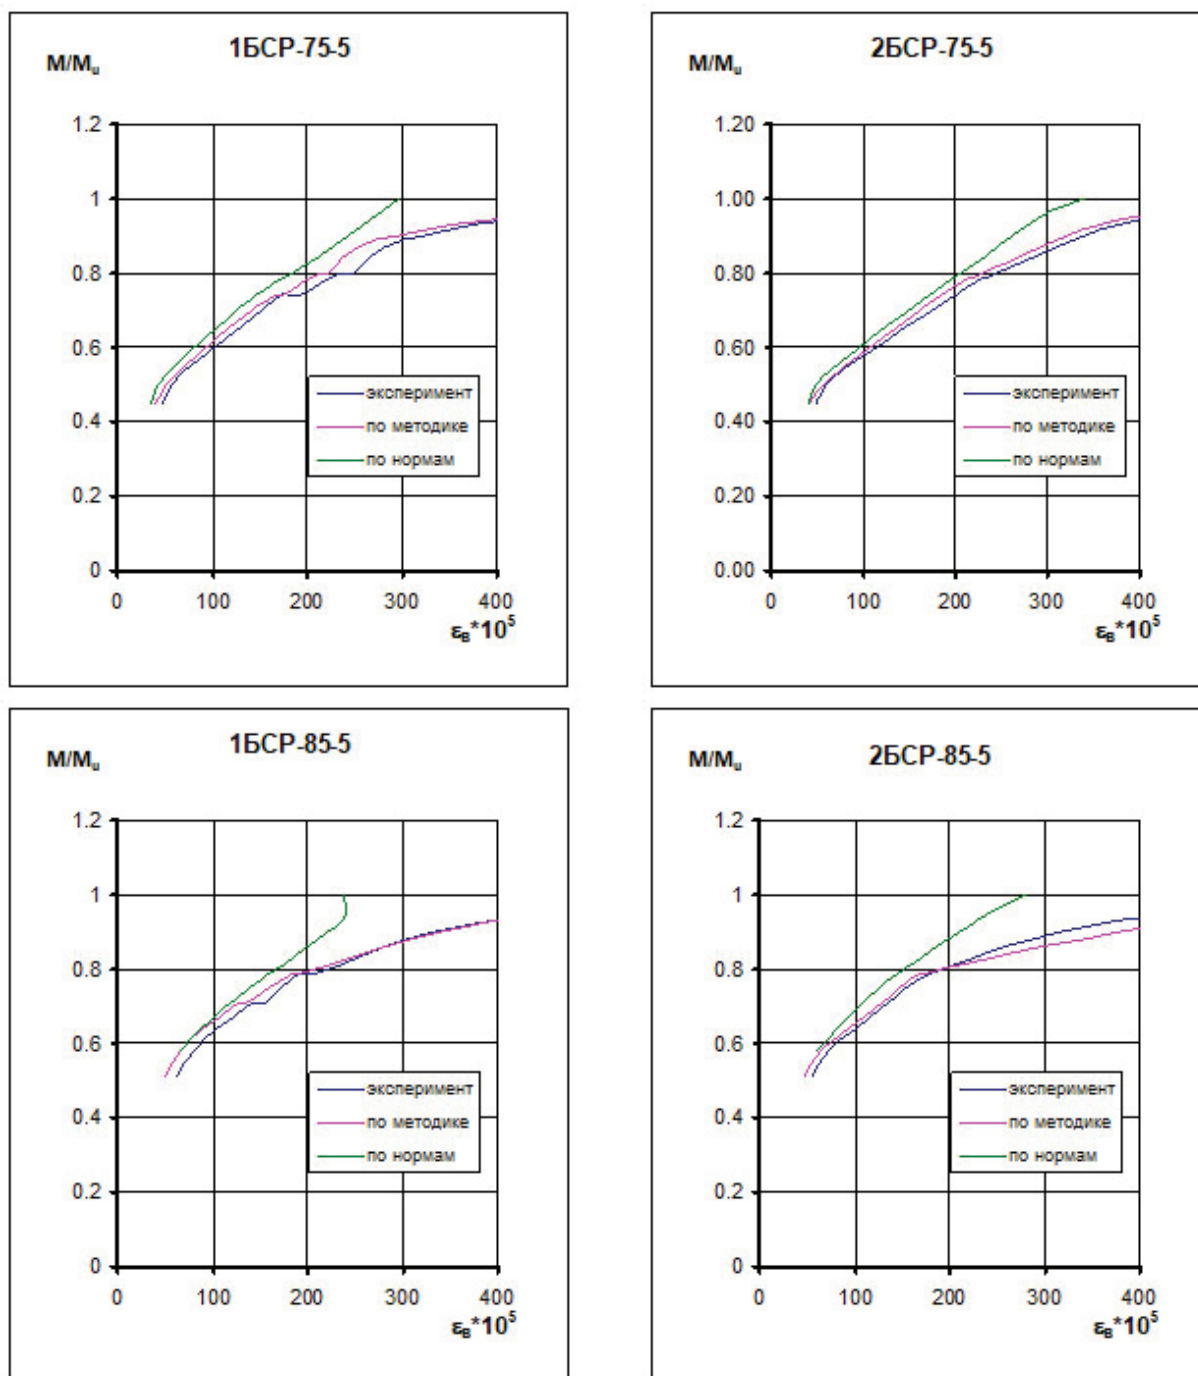 1БСР-75-5
M/Mu
1.2
1
0.8
0.6
0.4
0.2
0
0 100 200 300 400
εв*10⁵
эксперимент
по методике
по нормам
2БСР-75-5
M/Mu
1.20
1.00
0.80
0.60
0.40
0.20
0.00
0 100 200 300 400
εв*10⁵
эксперимент
по методике
по нормам
1БСР-85-5
M/Mu
1.2
1
0.8
0.6
0.4
0.2
0
0 100 200 300 400
εв*10⁵
эксперимент
по методике
по нормам
2БСР-85-5
M/Mu
1.2
1
0.8
0.6
0.4
0.2
0
0 100 200 300 400
εв*10⁵
эксперимент
по методике
по нормам